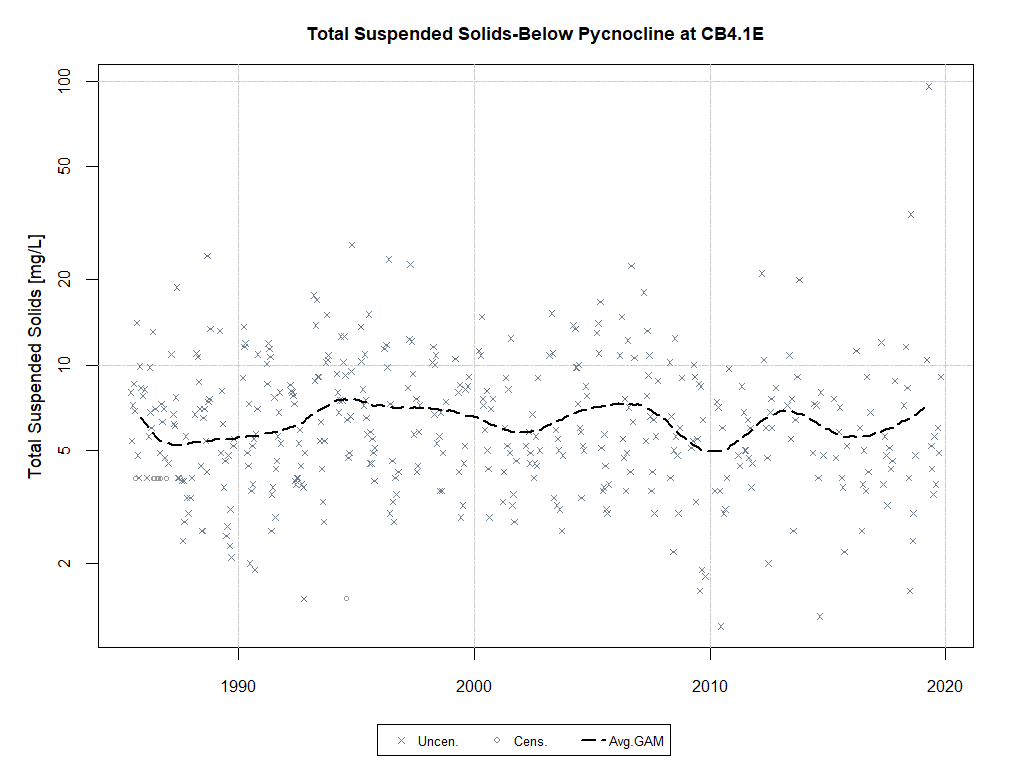 Total Suspended Solids-Below Pycnocline at CB4.1E
Total Suspended Solids [mg/L]
100
50
20
10
5
2
1990
2000
2010
2020
Uncen.
Cens.
Avg.GAM